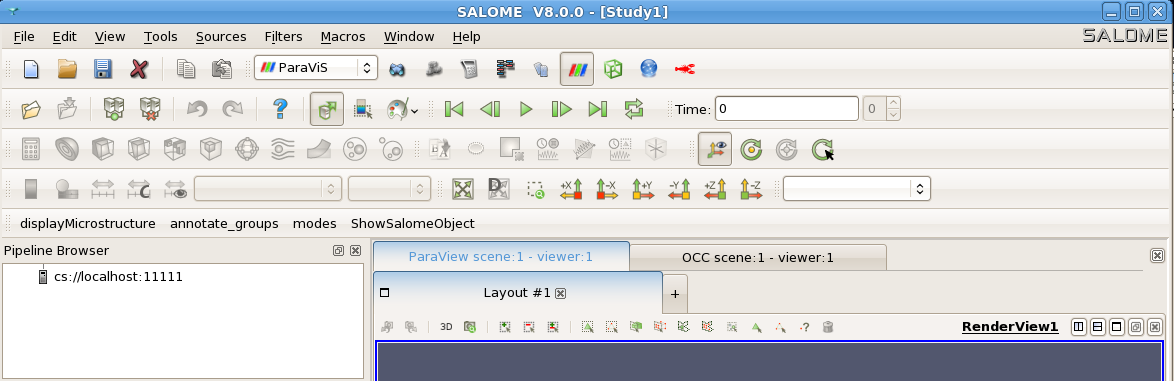 SALOME V8.0.0 - [Study1]
File Edit View Tools Sources Filters Macros Window Help
SALOME
ParaViS
Time: 0 0
+X -X +Y -Y +Z -Z
displayMicrostructure annotate_groups modes ShowSalomeObject
Pipeline Browser
cs://localhost:11111
ParaView scene:1 - viewer:1 OCC scene:1 - viewer:1
Layout #1 +
3D ? RenderView1